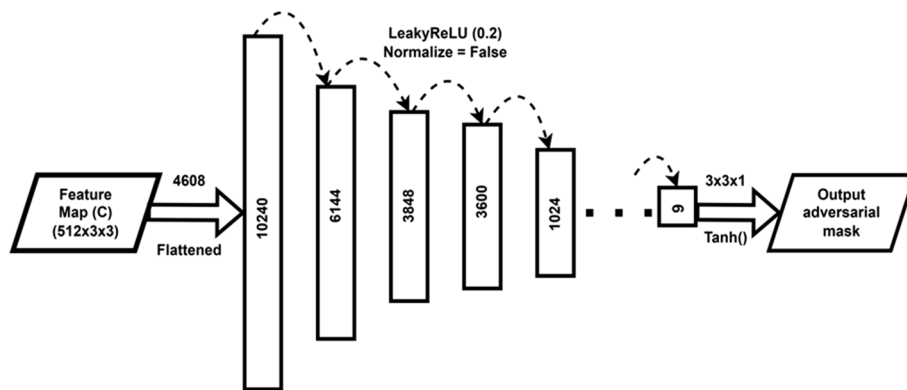 LeakyReLU (0.2)
Normalize = False
Feature
Map (C)
(512x3x3)
4608
Flattened
10240
6144
3848
3600
1024
9
3x3x1
Tanh()
Output
adversarial
mask